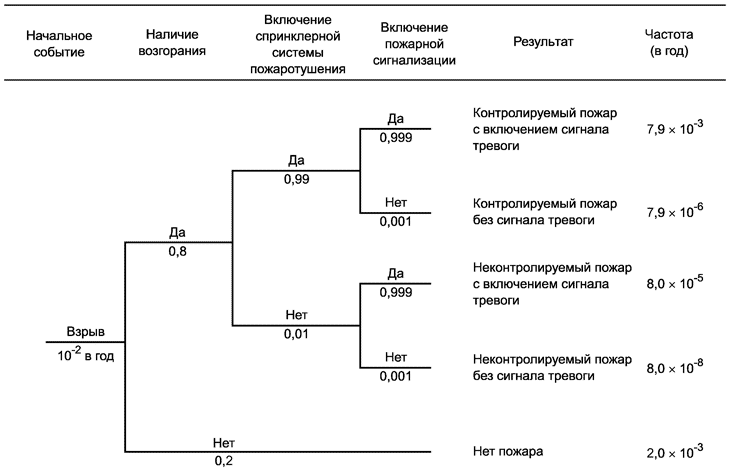 Начальное событие
Наличие возгорания
Включение спринклерной системы пожаротушения
Включение пожарной сигнализации
Результат
Частота (в год)
Взрыв
10⁻² в год
Да
0,8
Да
0,99
Да
0,999
Контролируемый пожар
с включением сигнала
тревоги
7,9 × 10⁻³
Нет
0,001
Контролируемый пожар
без сигнала тревоги
7,9 × 10⁻⁶
Нет
0,01
Да
0,999
Неконтролируемый пожар
с включением сигнала
тревоги
8,0 × 10⁻⁵
Нет
0,001
Неконтролируемый пожар
без сигнала тревоги
8,0 × 10⁻⁸
Нет
0,2
Нет пожара
2,0 × 10⁻³